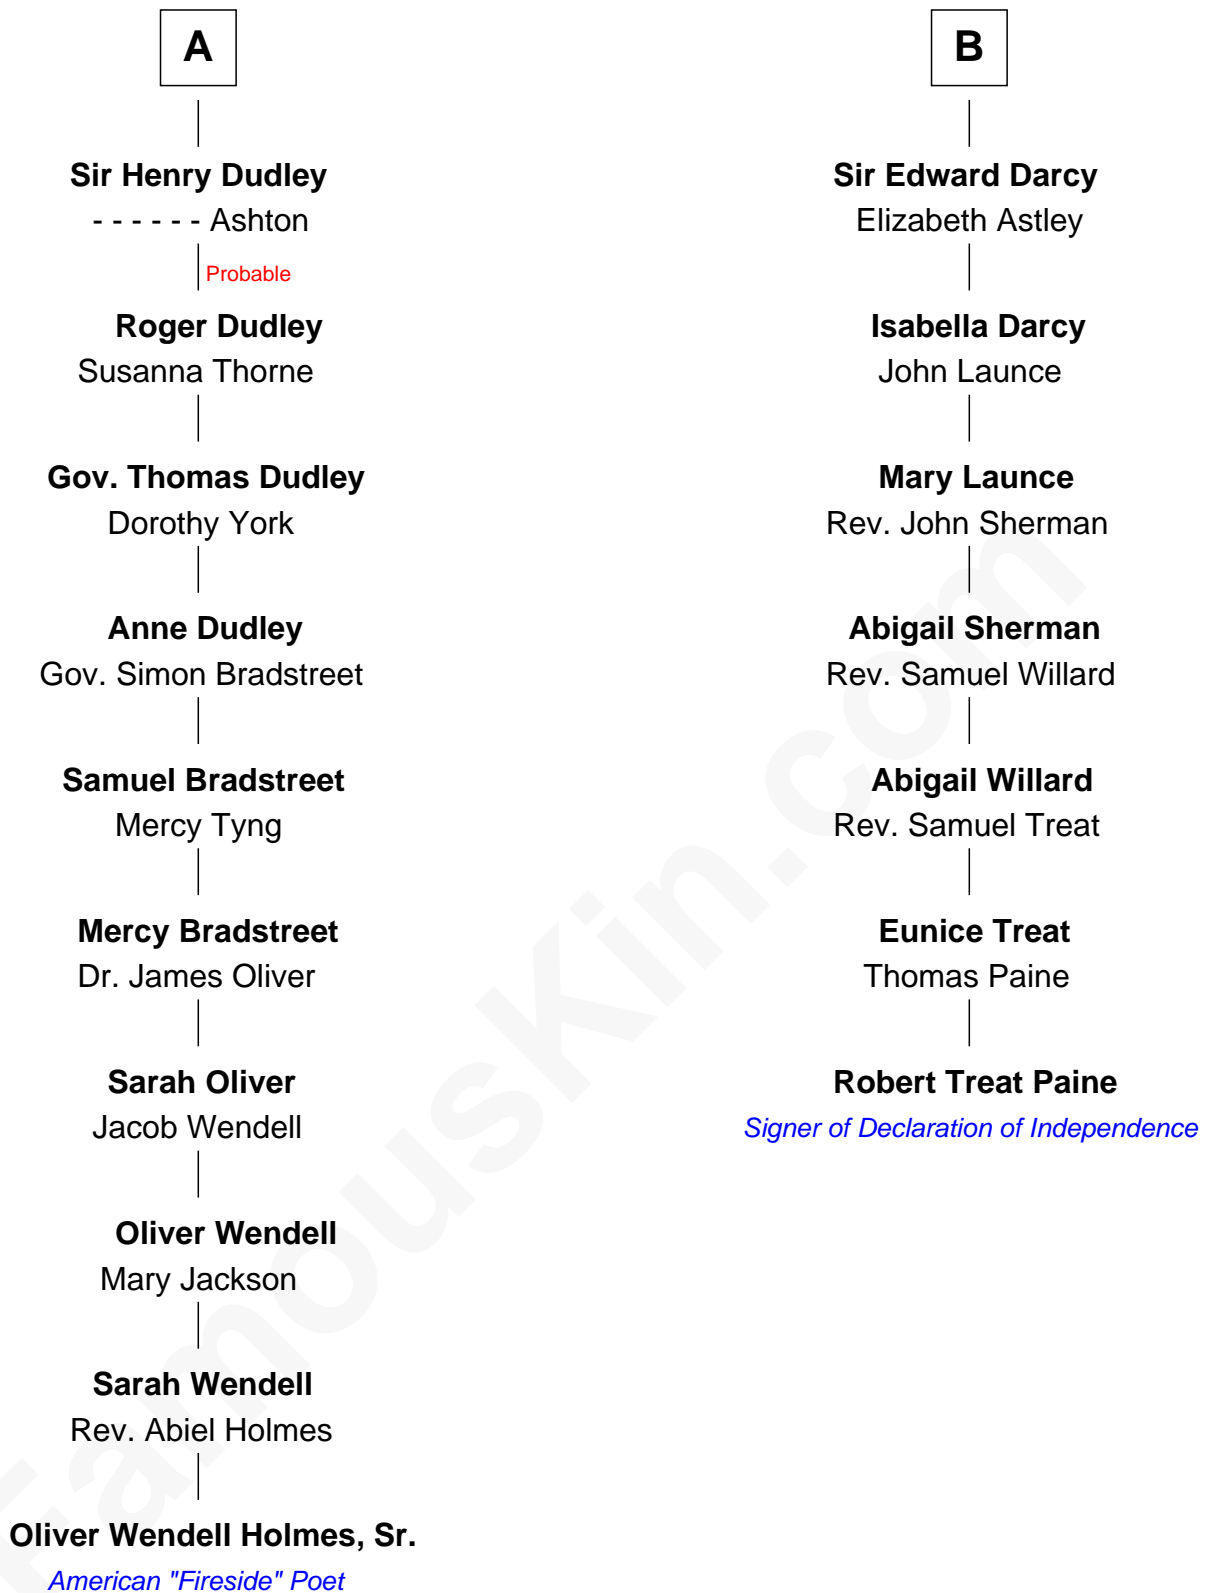 A
Sir Henry Dudley
- - - - - - Ashton
Probable
Roger Dudley
Susanna Thorne
Gov. Thomas Dudley
Dorothy York
Anne Dudley
Gov. Simon Bradstreet
Samuel Bradstreet
Mercy Tyng
Mercy Bradstreet
Dr. James Oliver
Sarah Oliver
Jacob Wendell
Oliver Wendell
Mary Jackson
Sarah Wendell
Rev. Abiel Holmes
Oliver Wendell Holmes, Sr.
American "Fireside" Poet
B
Sir Edward Darcy
Elizabeth Astley
Isabella Darcy
John Launce
Mary Launce
Rev. John Sherman
Abigail Sherman
Rev. Samuel Willard
Abigail Willard
Rev. Samuel Treat
Eunice Treat
Thomas Paine
Robert Treat Paine
Signer of Declaration of Independence
FamousKin.com